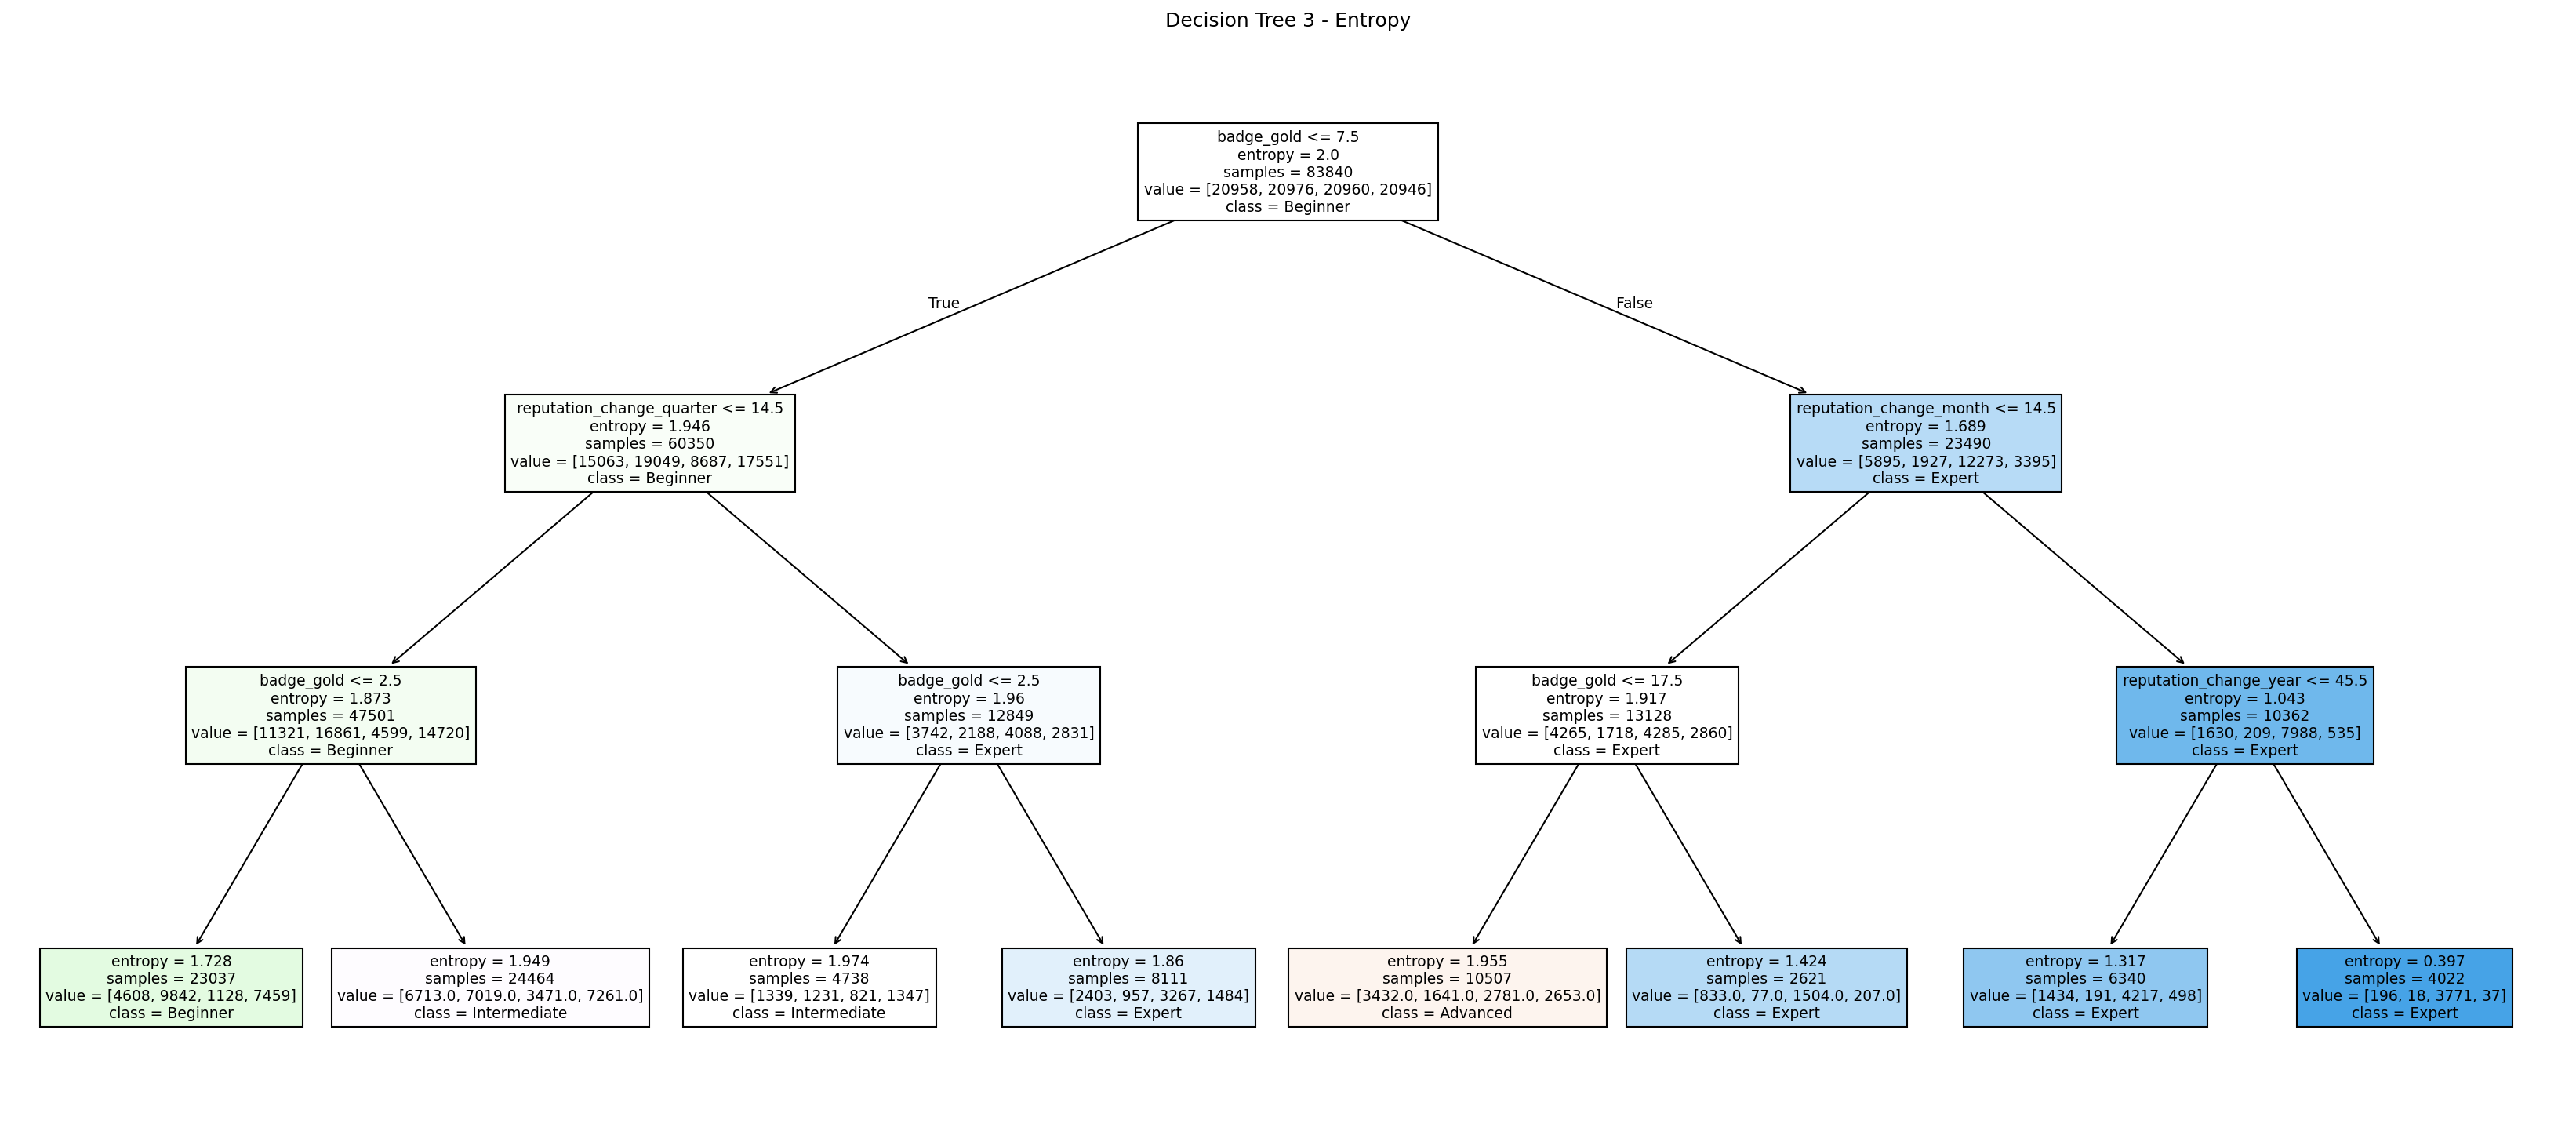 Decision Tree 3 - Entropy
badge_gold <= 7.5
entropy = 2.0
samples = 83840
value = [20958, 20976, 20960, 20946]
class = Beginner
True
False
reputation_change_quarter <= 14.5
entropy = 1.946
samples = 60350
value = [15063, 19049, 8687, 17551]
class = Beginner
reputation_change_month <= 14.5
entropy = 1.689
samples = 23490
value = [5895, 1927, 12273, 3395]
class = Expert
badge_gold <= 2.5
entropy = 1.873
samples = 47501
value = [11321, 16861, 4599, 14720]
class = Beginner
badge_gold <= 2.5
entropy = 1.96
samples = 12849
value = [3742, 2188, 4088, 2831]
class = Expert
badge_gold <= 17.5
entropy = 1.917
samples = 13128
value = [4265, 1718, 4285, 2860]
class = Expert
reputation_change_year <= 45.5
entropy = 1.043
samples = 10362
value = [1630, 209, 7988, 535]
class = Expert
entropy = 1.728
samples = 23037
value = [4608, 9842, 1128, 7459]
class = Beginner
entropy = 1.949
samples = 24464
value = [6713.0, 7019.0, 3471.0, 7261.0]
class = Intermediate
entropy = 1.974
samples = 4738
value = [1339, 1231, 821, 1347]
class = Intermediate
entropy = 1.86
samples = 8111
value = [2403, 957, 3267, 1484]
class = Expert
entropy = 1.955
samples = 10507
value = [3432.0, 1641.0, 2781.0, 2653.0]
class = Advanced
entropy = 1.424
samples = 2621
value = [833.0, 77.0, 1504.0, 207.0]
class = Expert
entropy = 1.317
samples = 6340
value = [1434, 191, 4217, 498]
class = Expert
entropy = 0.397
samples = 4022
value = [196, 18, 3771, 37]
class = Expert